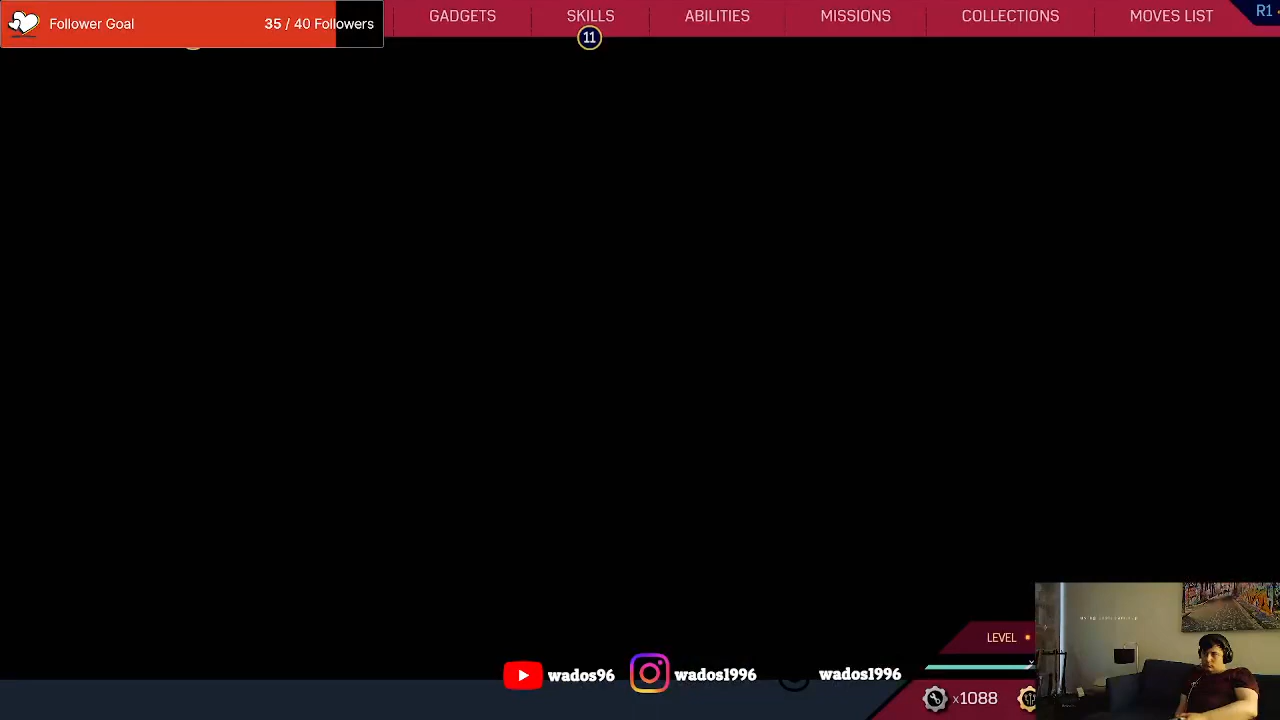 Follower Goal 35 / 40 Followers
GADGETS SKILLS ABILITIES MISSIONS COLLECTIONS MOVES LIST R1
11
LEVEL
wados96 wados1996 wados1996
x1088